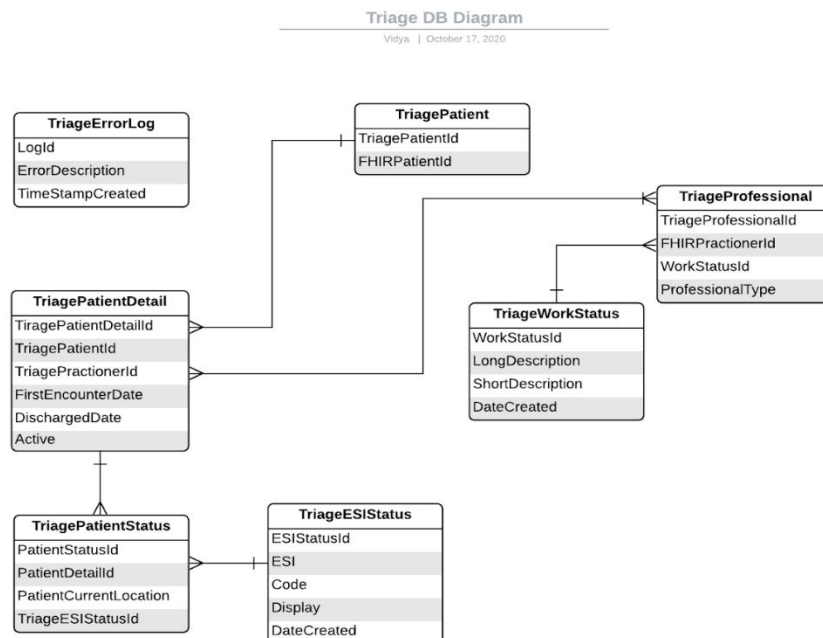 Triage DB Diagram
Vidya | October 17, 2020
TriageErrorLog
LogId
ErrorDescription
TimeStampCreated
TriagePatient
TriagePatientId
FHIRPatientId
TriageProfessional
TriageProfessionalId
FHIRPractionerId
WorkStatusId
ProfessionalType
TriagePatientDetail
TiragePatientDetailId
TriagePatientId
TriagePractionerId
FirstEncounterDate
DischargedDate
Active
TriageWorkStatus
WorkStatusId
LongDescription
ShortDescription
DateCreated
TriagePatientStatus
PatientStatusId
PatientDetailId
PatientCurrentLocation
TriageESIStatusId
TriageESIStatus
ESIStatusId
ESI
Code
Display
DateCreated